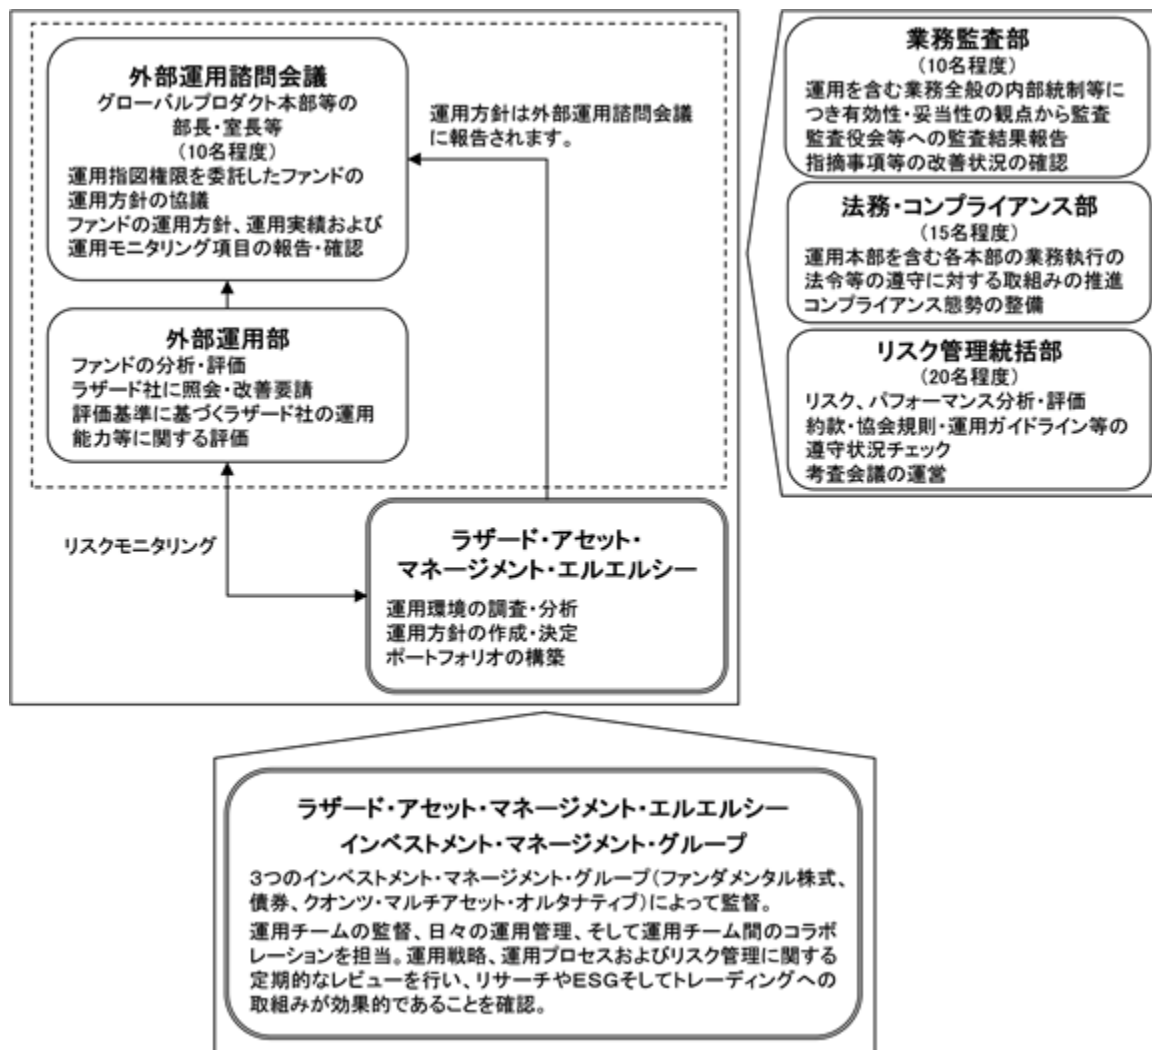 外部運用諮問会議
グローバルプロダクト本部等の
部長・室長等
(10名程度)
運用指図権限を委託したファンドの
運用方針の協議
ファンドの運用方針、運用実績および
運用モニタリング項目の報告・確認
運用方針は外部運用諮問会議
に報告されます。
外部運用部
ファンドの分析・評価
ラザード社に照会・改善要請
評価基準に基づくラザード社の運用
能力等に関する評価
リスクモニタリング
ラザード・アセット・
マネージメント・エルエルシー
運用環境の調査・分析
運用方針の作成・決定
ポートフォリオの構築
業務監査部
(10名程度)
運用を含む業務全般の内部統制等に
つき有効性・妥当性の観点から監査
監査役会等への監査結果報告
指摘事項等の改善状況の確認
法務・コンプライアンス部
(15名程度)
運用本部を含む各本部の業務執行の
法令等の遵守に対する取組みの推進
コンプライアンス態勢の整備
リスク管理統括部
(20名程度)
リスク、パフォーマンス分析・評価
約款・協会規則・運用ガイドライン等の
遵守状況チェック
考査会議の運営
ラザード・アセット・マネージメント・エルエルシー
インベストメント・マネージメント・グループ
3つのインベストメント・マネージメント・グループ(ファンダメンタル株式、
債券、クオンツ・マルチアセット・オルタナティブ)によって監督。
運用チームの監督、日々の運用管理、そして運用チーム間のコラボ
レーションを担当。運用戦略、運用プロセスおよびリスク管理に関する
定期的なレビューを行い、リサーチやESGそしてトレーディングへの
取組みが効果的であることを確認。